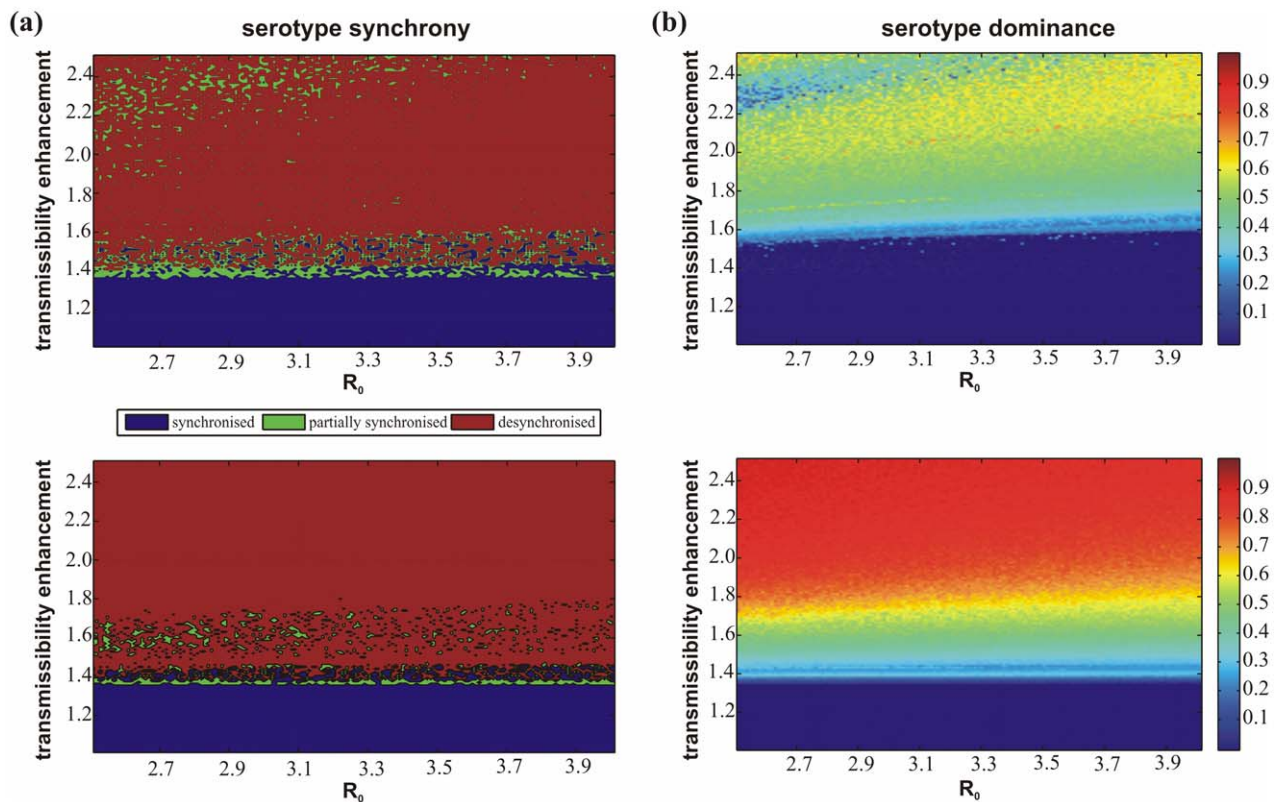 (a)
serotype synchrony
transmissibility enhancement
2.4
2.2
2.0
1.8
1.6
1.4
1.2
2.7 2.9 3.1 3.3 3.5 3.7 3.9
R0
(b)
serotype dominance
transmissibility enhancement
2.4
2.2
2.0
1.8
1.6
1.4
1.2
2.7 2.9 3.1 3.3 3.5 3.7 3.9
R0
0.9
0.8
0.7
0.6
0.5
0.4
0.3
0.2
0.1
synchronised partially synchronised desynchronised
transmissibility enhancement
2.4
2.2
2.0
1.8
1.6
1.4
1.2
2.7 2.9 3.1 3.3 3.5 3.7 3.9
R0
transmissibility enhancement
2.4
2.2
2.0
1.8
1.6
1.4
1.2
2.7 2.9 3.1 3.3 3.5 3.7 3.9
R0
0.9
0.8
0.7
0.6
0.5
0.4
0.3
0.2
0.1